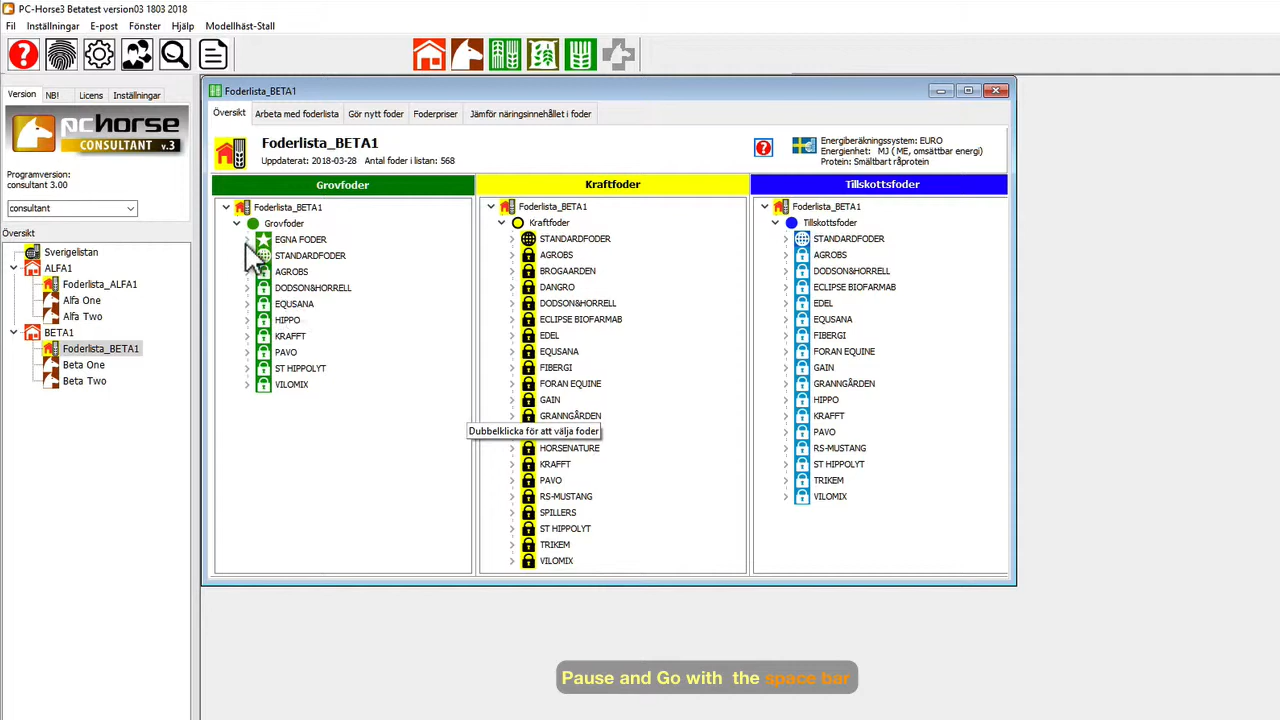 PC-Horse3 Betatest version03 1803 2018
Fil Inställningar E-post Fönster Hjälp Modellhäst-Stall
Version NB! Licens Inställningar
pchorse
CONSULTANT v.3
Programversion:
consultant 3.00
consultant
Översikt
Sverigelistan
ALFA1
Foderlista_ALFA1
Alfa One
Alfa Two
BETA1
Foderlista_BETA1
Beta One
Beta Two
Foderlista_BETA1
Översikt Arbeta med foderlista Gör nytt foder Foderpriser Jämför näringsinnehållet i foder
Foderlista_BETA1
Uppdaterat: 2018-03-28 Antal foder i listan: 568
Energiberäkningssystem: EURO
Energienhet: MJ ( ME, omsättbar energi)
Protein: Smältbart råprotein
Grovfoder
Foderlista_BETA1
Grovfoder
EGNA FODER
STANDARDFODER
AGROBS
DODSON&HORRELL
EQUSANA
HIPPO
KRAFFT
PAVO
ST HIPPOLYT
VILOMIX
Kraftfoder
Foderlista_BETA1
Kraftfoder
STANDARDFODER
AGROBS
BROGAARDEN
DANGRO
DODSON&HORRELL
ECLIPSE BIOFARMAB
EDEL
EQUSANA
FIBERGI
FORAN EQUINE
GAIN
GRANNGÅRDEN
Dubbelklicka för att välja foder
HORSENATURE
KRAFFT
PAVO
RS-MUSTANG
SPILLERS
ST HIPPOLYT
TRIKEM
VILOMIX
Tillskottsfoder
Foderlista_BETA1
Tillskottsfoder
STANDARDFODER
AGROBS
DODSON&HORRELL
ECLIPSE BIOFARMAB
EDEL
EQUSANA
FIBERGI
FORAN EQUINE
GAIN
GRANNGÅRDEN
HIPPO
KRAFFT
PAVO
RS-MUSTANG
ST HIPPOLYT
TRIKEM
VILOMIX
Pause and Go with the space bar